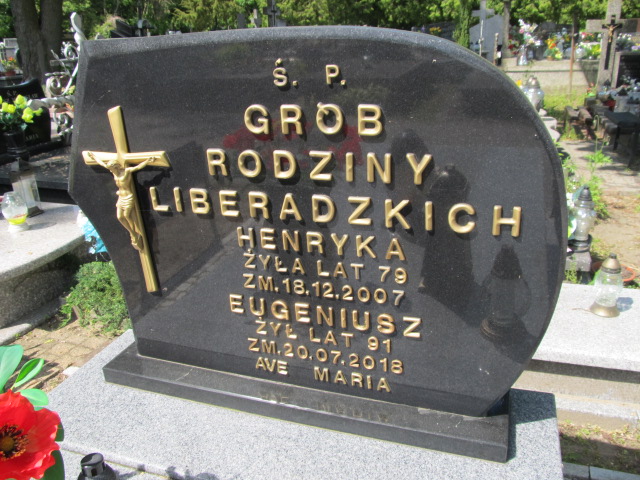 Ś. P.
GRÓB
RODZINY
LIBERADZKICH
HENRYKA
ŻYŁA LAT 79
ZM. 18.12.2007
EUGENIUSZ
ŻYŁ LAT 91
ZM. 20.07.2018
AVE MARIA